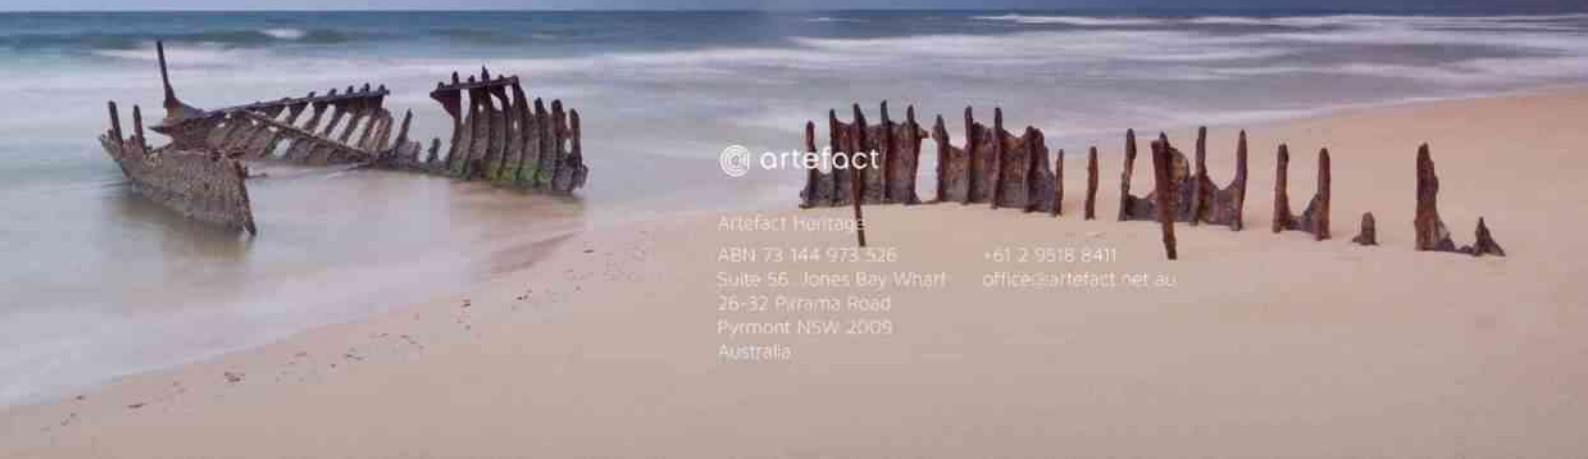 artefact
Artefact Heritage
ABN 73 144 973 526
Suite 56 Jones Bay Wharf
26-32 Pirrama Road
Pyrmont NSW 2009
Australia
+61 2 9518 8411
office@artefact.net.au